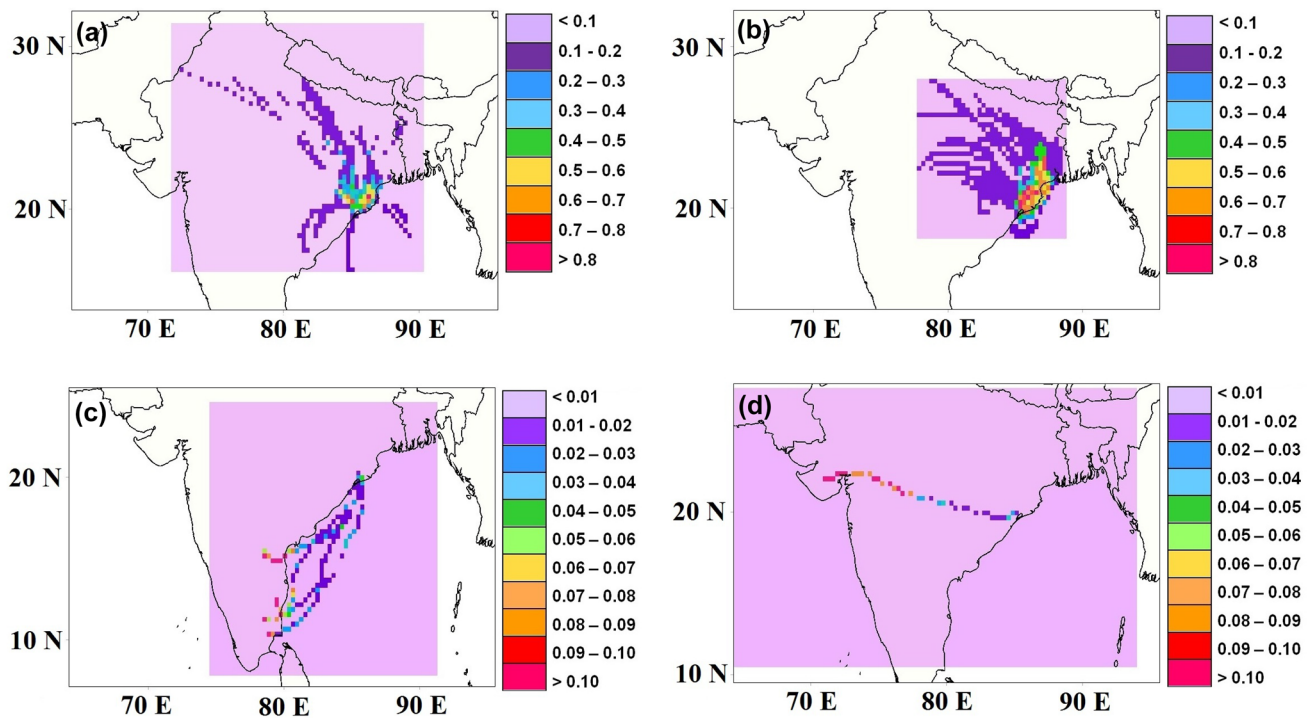 (a)
30 N
20 N
70 E 80 E 90 E
< 0.1
0.1 - 0.2
0.2 – 0.3
0.3 – 0.4
0.4 – 0.5
0.5 – 0.6
0.6 – 0.7
0.7 – 0.8
> 0.8
(b)
30 N
20 N
70 E 80 E 90 E
< 0.1
0.1 - 0.2
0.2 – 0.3
0.3 – 0.4
0.4 – 0.5
0.5 – 0.6
0.6 – 0.7
0.7 – 0.8
> 0.8
(c)
20 N
10 N
70 E 80 E 90 E
< 0.01
0.01 - 0.02
0.02 – 0.03
0.03 – 0.04
0.04 – 0.05
0.05 – 0.06
0.06 – 0.07
0.07 – 0.08
0.08 – 0.09
0.09 – 0.10
> 0.10
(d)
20 N
10 N
70 E 80 E 90 E
< 0.01
0.01 - 0.02
0.02 – 0.03
0.03 – 0.04
0.04 – 0.05
0.05 – 0.06
0.06 – 0.07
0.07 – 0.08
0.08 – 0.09
0.09 – 0.10
> 0.10